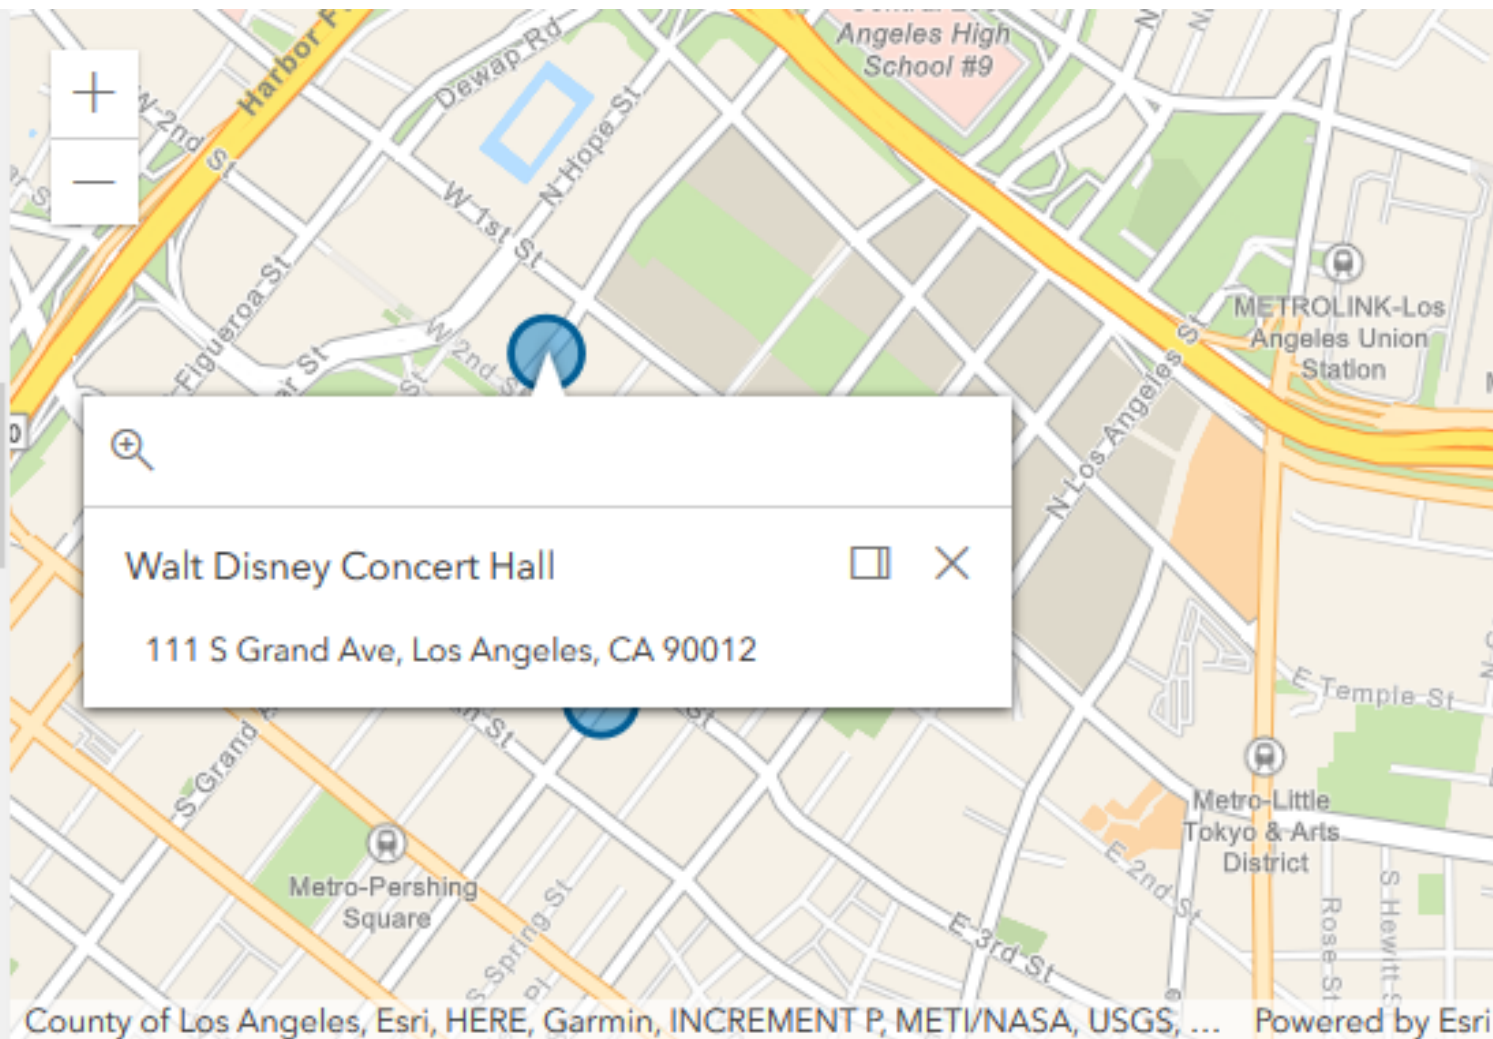 Harbor F
Dewap Rd
Angeles High
School #9
W 2nd St
N Hope St
W 1st St
Figueroa St
W 2nd S
METROLINK-Los
Angeles Union
Station
N Los Angeles St
Walt Disney Concert Hall
111 S Grand Ave, Los Angeles, CA 90012
E Temple St
S Grand
Metro-Little
Tokyo & Arts
District
Metro-Pershing
Square
E 2nd St
S Spring St
Pl
E 3rd St
Rose St
S Hewitt S
County of Los Angeles, Esri, HERE, Garmin, INCREMENT P, METI/NASA, USGS, ... Powered by Esri